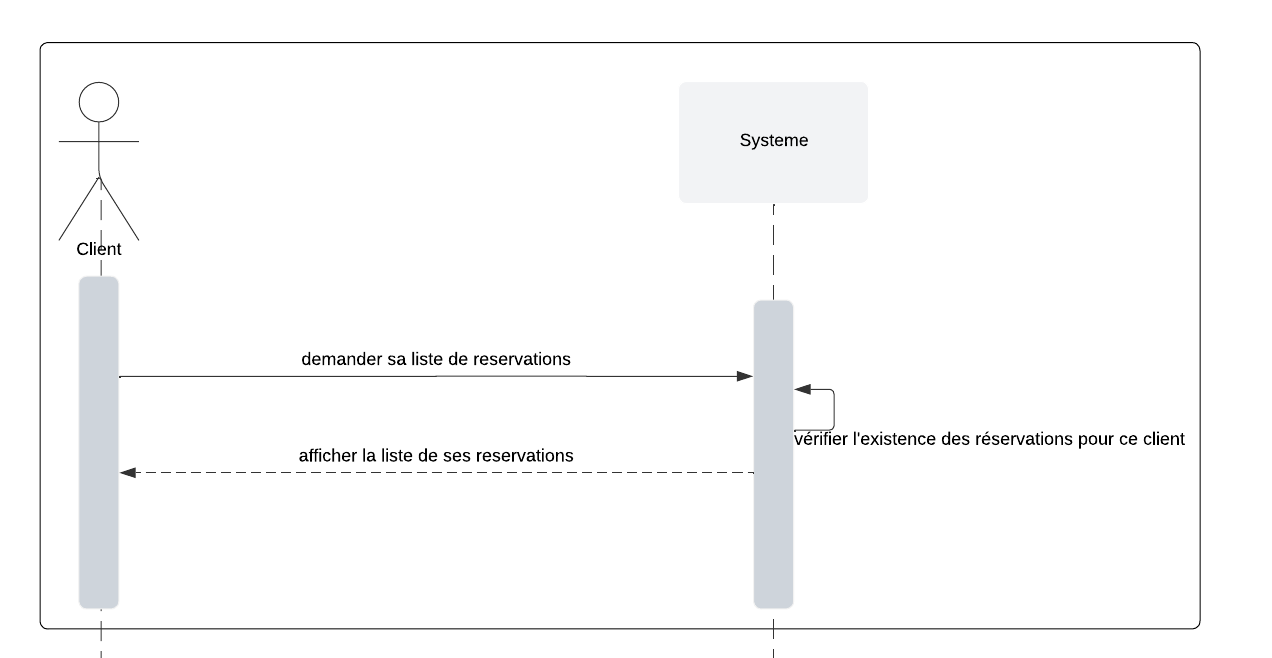 Systeme
Client
demander sa liste de reservations
vérifier l'existence des réservations pour ce client
afficher la liste de ses reservations